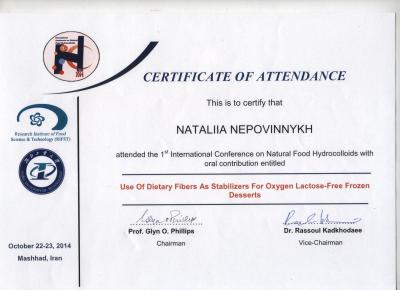 CERTIFICATE OF ATTENDANCE
This is to certify that
NATALIIA NEPOVINNYKH
attended the 1st International Conference on Natural Food Hydrocolloids with
oral contribution entitled
Use Of Dietary Fibers As Stabilizers For Oxygen Lactose-Free Frozen
Desserts
Research Institute of Food
Science & Technology (RIFST)
Prof. Glyn O. Phillips
Chairman
Dr. Rassoul Kadkhodaee
Vice-Chairman
October 22-23, 2014
Mashhad, Iran